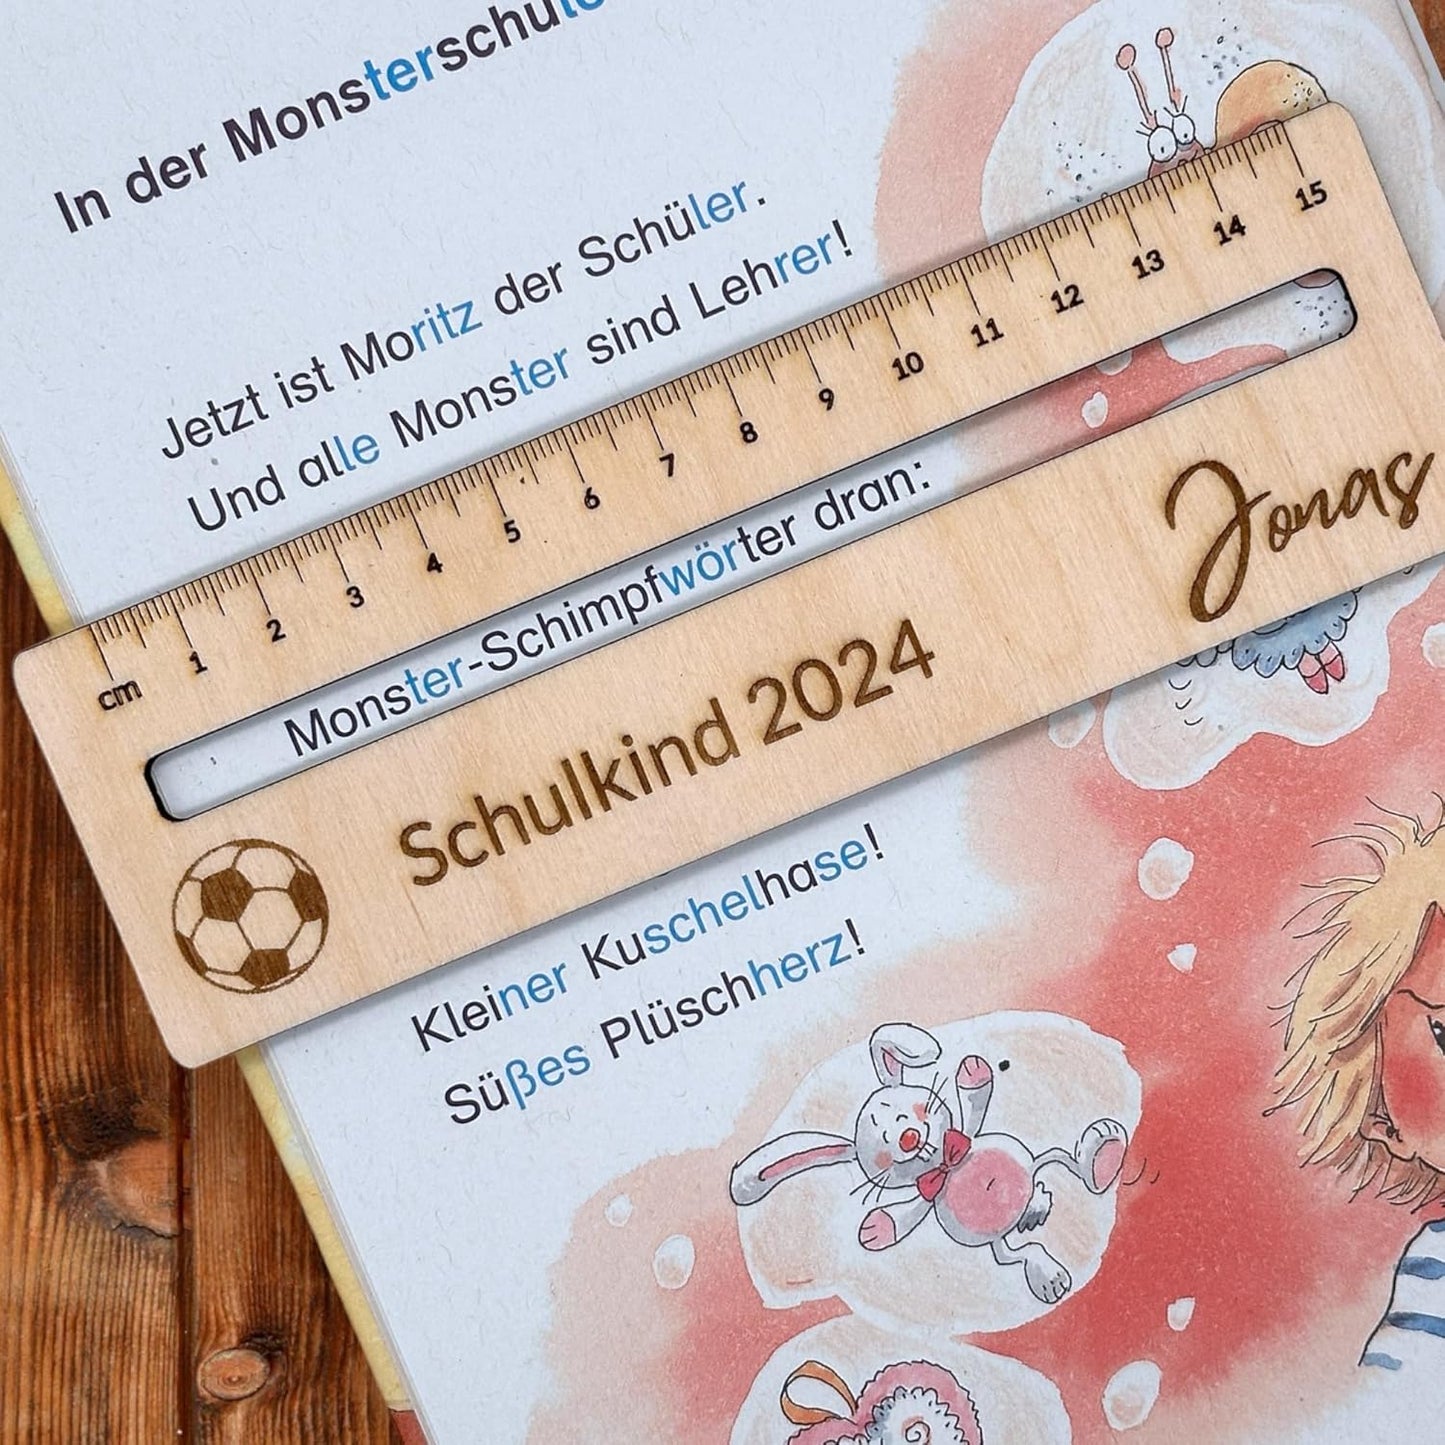 In der Monsterschule
Jetzt ist Moritz der Schüler.
Und alle Monster sind Lehrer!
cm 1 2 3 4 5 6 7 8 9 10 11 12 13 14 15
Monster-Schimpfwörter dran:
Schulkind 2024
Jonas
Kleiner Kuschelhase!
Süßes Plüschherz!